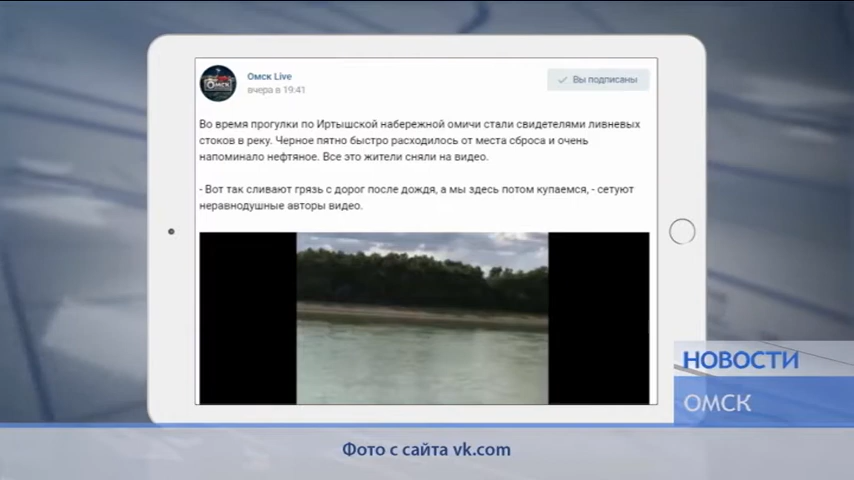 ОМСК
Омск Live
вчера в 19:41
Вы подписаны
Во время прогулки по Иртышской набережной омичи стали свидетелями ливневых
стоков в реку. Черное пятно быстро расходилось от места сброса и очень
напоминало нефтяное. Все это жители сняли на видео.
- Вот так сливают грязь с дорог после дождя, а мы здесь потом купаемся, - сетуют
неравнодушные авторы видео.
НОВОСТИ
ОМСК
Фото с сайта vk.com